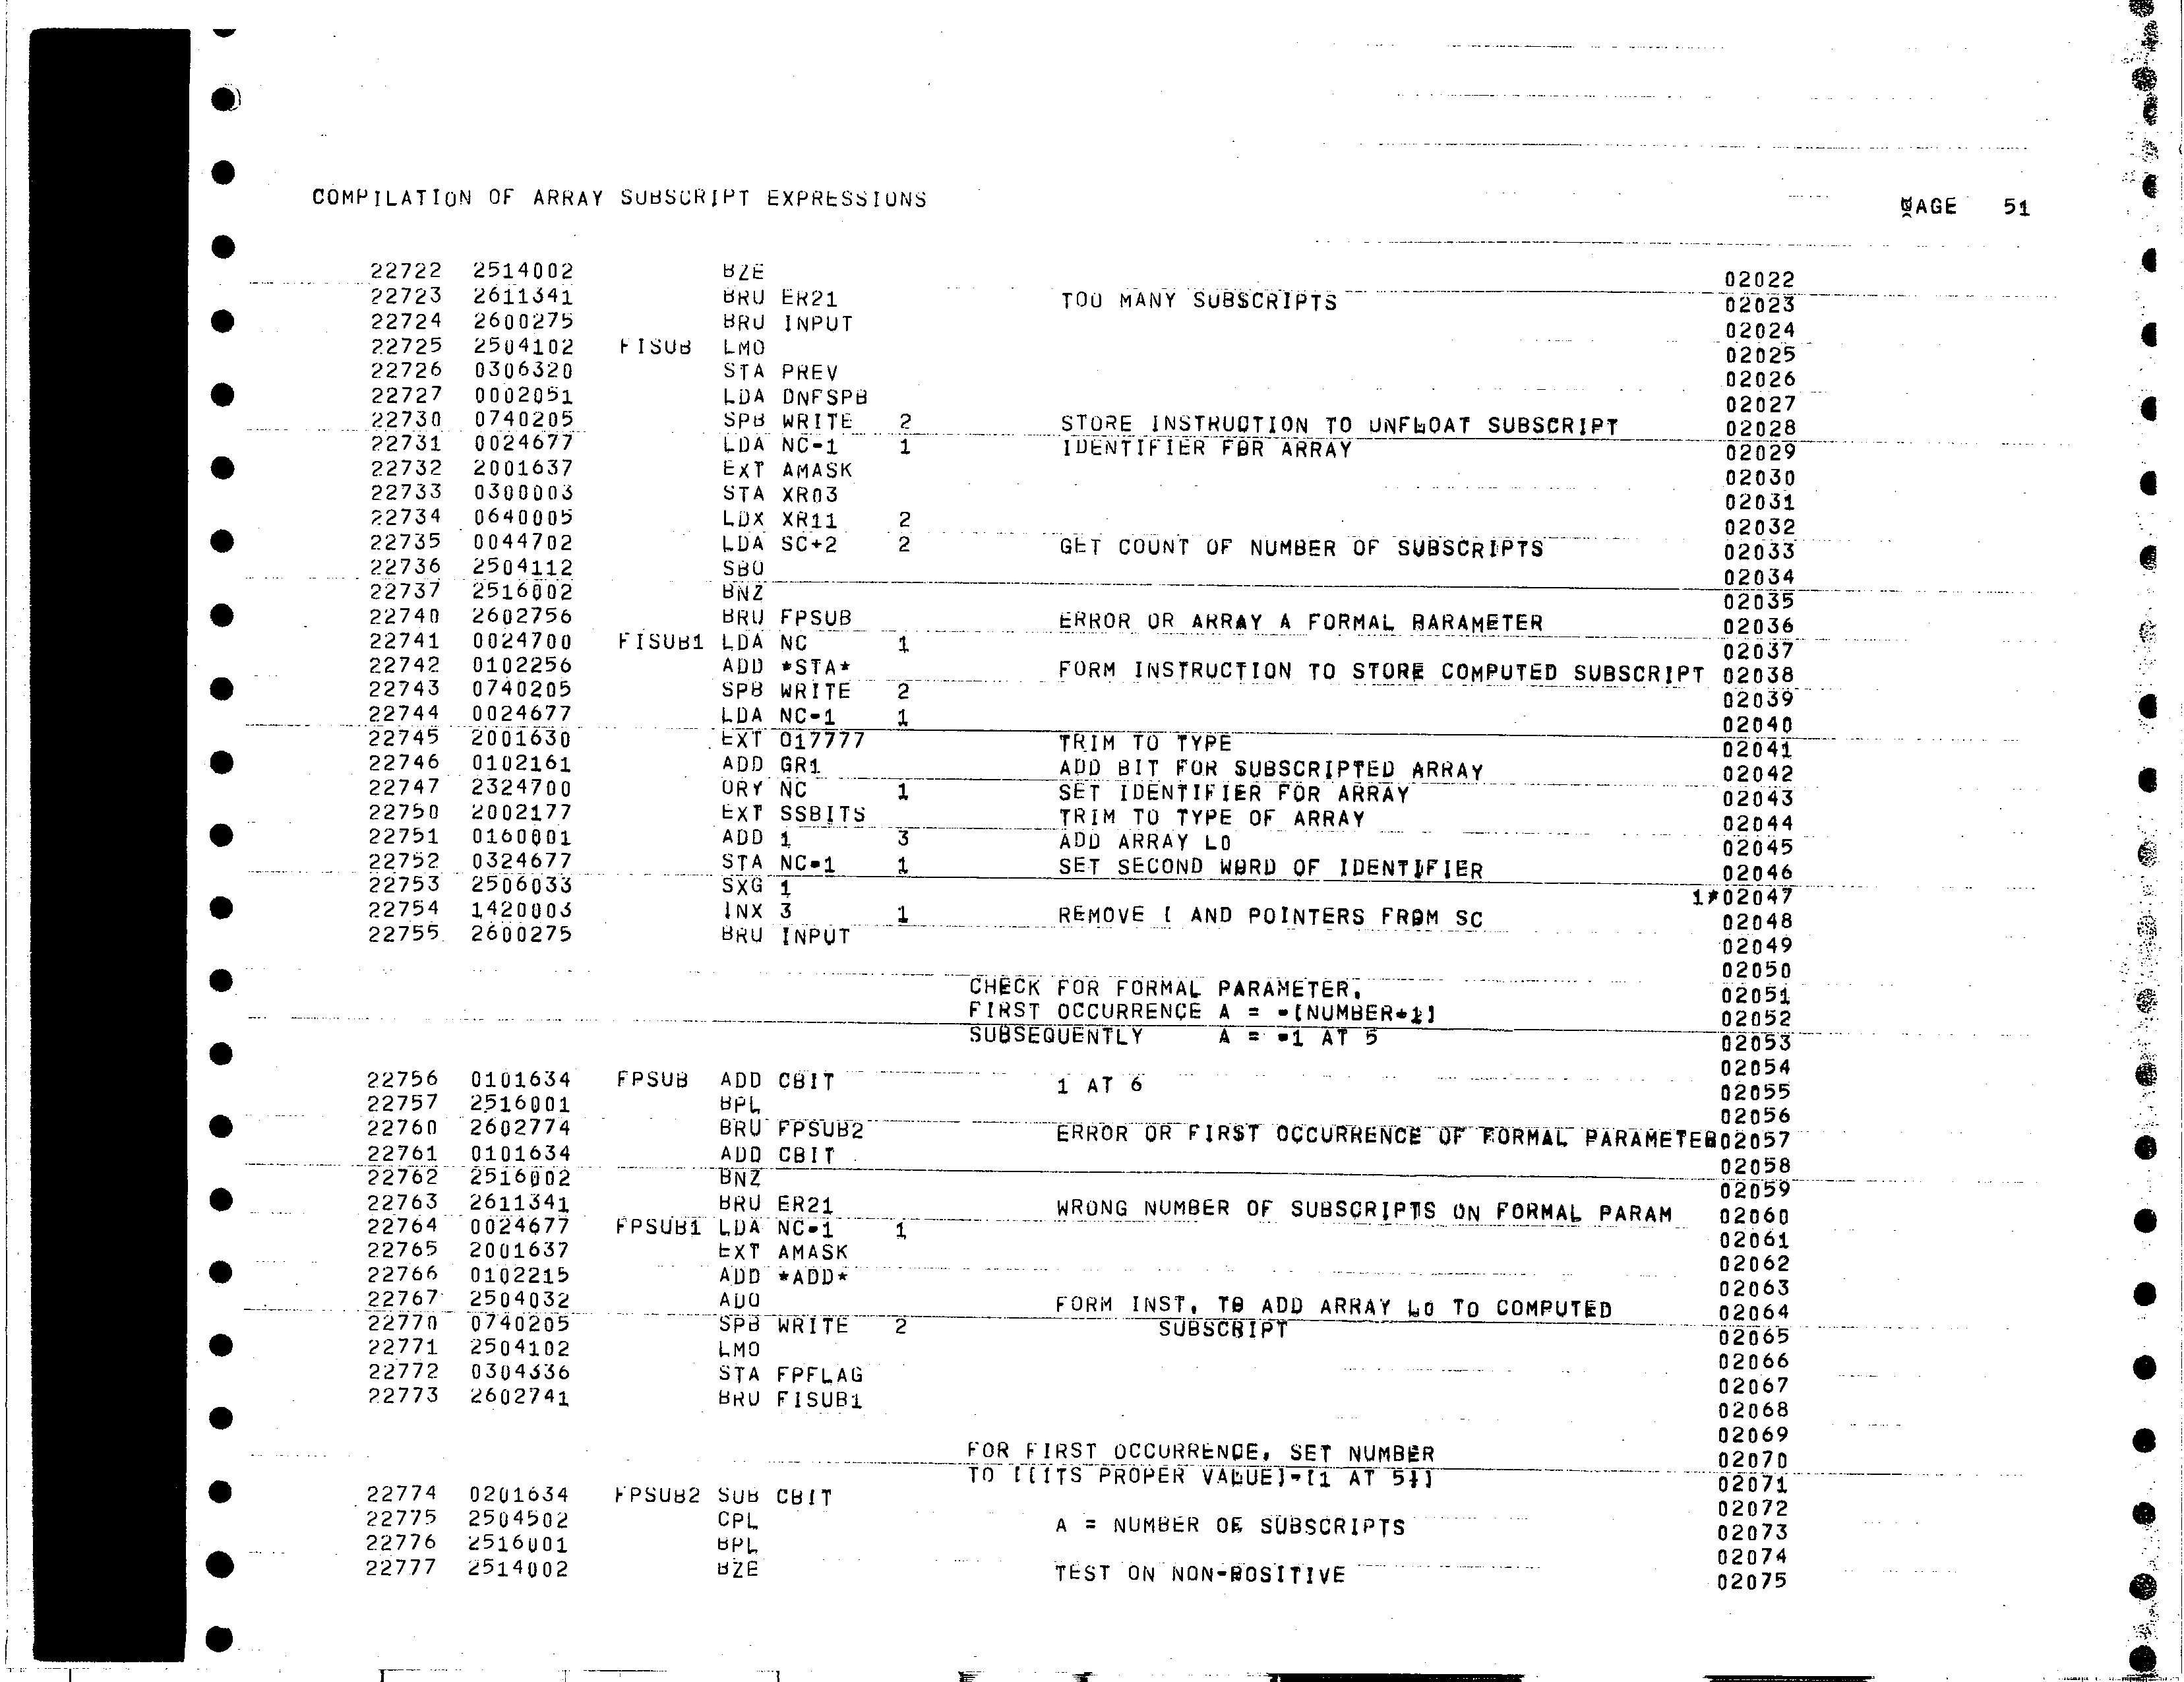 COMPILATION OF ARRAY SUBSCRIPT EXPRESSIONS PAGE 51
22722 2514002 BZE 02022
22723 2611341 BRU ER21 TOO MANY SUBSCRIPTS 02023
22724 2600275 BRU INPUT 02024
22725 2504102 FISUB LMO 02025
22726 0306320 STA PREV 02026
22727 0002051 LDA DNFSPB 02027
22730 0740205 SPB WRITE 2 STORE INSTRUCTION TO UNFLOAT SUBSCRIPT 02028
22731 0024677 LDA NC-1 1 IDENTIFIER FOR ARRAY 02029
22732 2001637 EXT AMASK 02030
22733 0300003 STA XR03 02031
22734 0640005 LDX XR11 2 02032
22735 0044702 LDA SC+2 2 GET COUNT OF NUMBER OF SUBSCRIPTS 02033
22736 2504112 SBO 02034
22737 2516002 BNZ 02035
22740 2602756 BRU FPSUB ERROR OR ARRAY A FORMAL PARAMETER 02036
22741 0024700 FISUB1 LDA NC 1 02037
22742 0102256 ADD *STA* FORM INSTRUCTION TO STORE COMPUTED SUBSCRIPT 02038
22743 0740205 SPB WRITE 2 02039
22744 0024677 LDA NC-1 1 02040
22745 2001630 EXT O17777 TRIM TO TYPE 02041
22746 0102161 ADD GR1 ADD BIT FOR SUBSCRIPTED ARRAY 02042
22747 2324700 ORY NC 1 SET IDENTIFIER FOR ARRAY 02043
22750 2002177 EXT SSBITS TRIM TO TYPE OF ARRAY 02044
22751 0160001 ADD 1 3 ADD ARRAY LO 02045
22752 0324677 STA NC-1 1 SET SECOND WORD OF IDENTIFIER 02046
22753 2506033 SXG 1 1*02047
22754 1420003 INX 3 1 REMOVE [ AND POINTERS FROM SC 02048
22755 2600275 BRU INPUT 02049
02050
CHECK FOR FORMAL PARAMETER, 02051
FIRST OCCURRENCE A = -[NUMBER+1] 02052
SUBSEQUENTLY A = -1 AT 5 02053
02054
22756 0101634 FPSUB ADD CBIT 1 AT 6 02055
22757 2516001 BPL 02056
22760 2602774 BRU FPSUB2 ERROR OR FIRST OCCURRENCE OF FORMAL PARAMETER 02057
22761 0101634 ADD CBIT 02058
22762 2516002 BNZ 02059
22763 2611341 BRU ER21 WRONG NUMBER OF SUBSCRIPTS ON FORMAL PARAM 02060
22764 0024677 FPSUB1 LDA NC-1 1 02061
22765 2001637 EXT AMASK 02062
22766 0102215 ADD *ADD* 02063
22767 2504032 ADO FORM INST, TO ADD ARRAY LO TO COMPUTED 02064
22770 0740205 SPB WRITE 2 SUBSCRIPT 02065
22771 2504102 LMO 02066
22772 0304336 STA FPFLAG 02067
22773 2602741 BRU FISUB1 02068
02069
FOR FIRST OCCURRENCE, SET NUMBER 02070
TO [[ITS PROPER VALUE]-[1 AT 5]] 02071
22774 0201634 FPSUB2 SUB CBIT 02072
22775 2504502 CPL A = NUMBER OF SUBSCRIPTS 02073
22776 2516001 BPL 02074
22777 2514002 BZE TEST ON NON-POSITIVE 02075